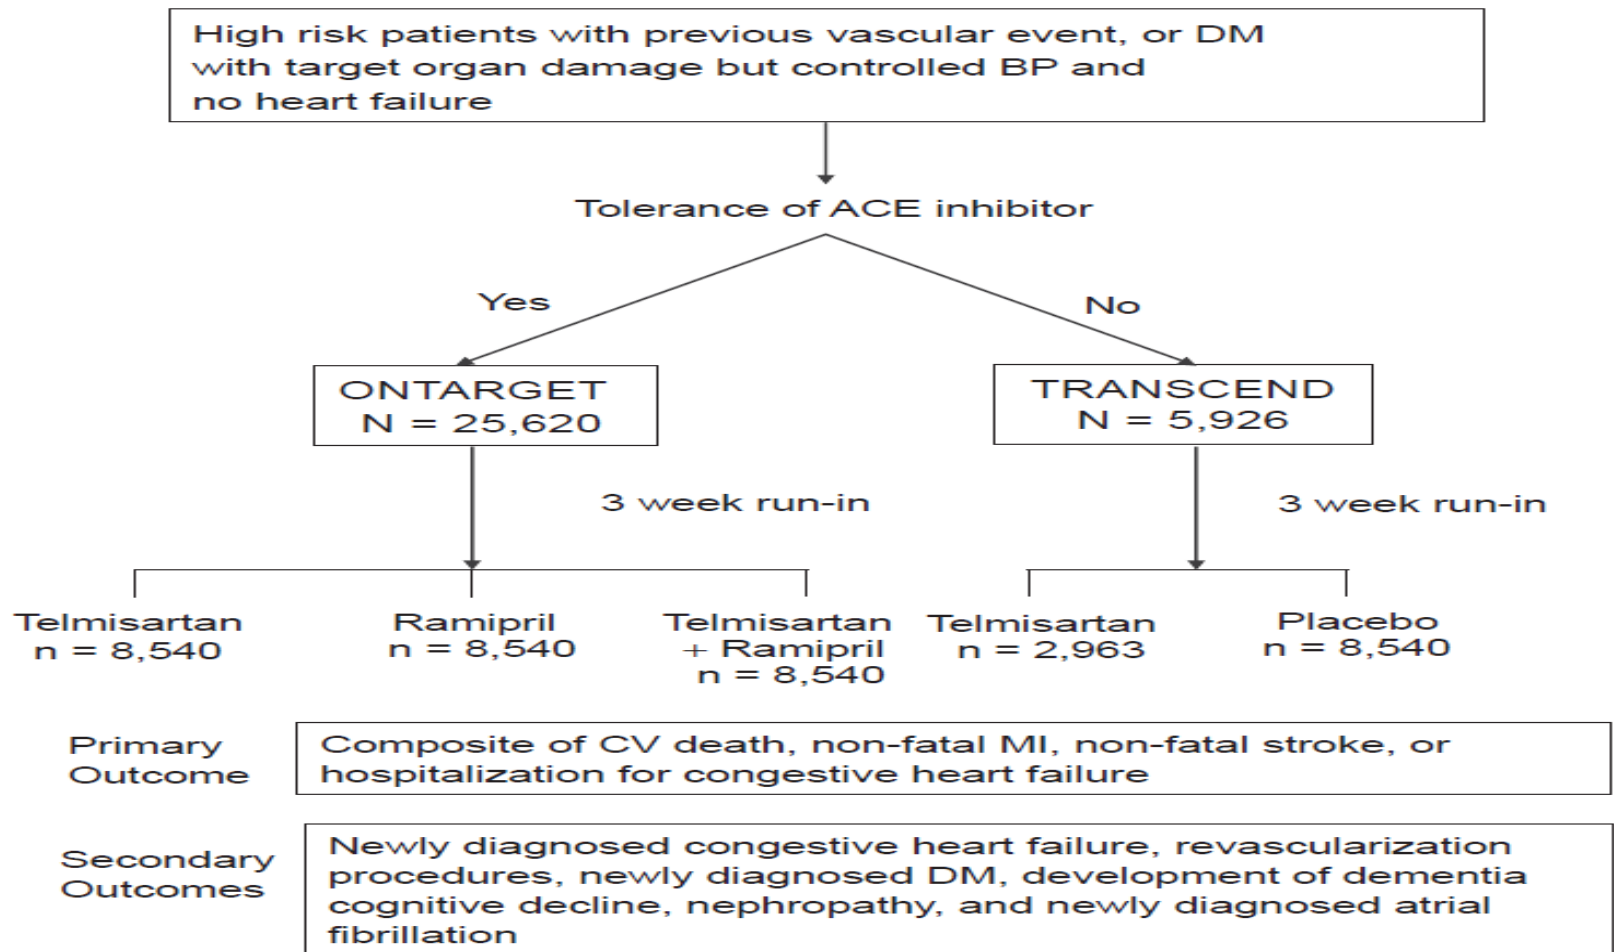 High risk patients with previous vascular event, or DM
with target organ damage but controlled BP and
no heart failure
Tolerance of ACE inhibitor
Yes
No
ONTARGET
N = 25,620
TRANSCEND
N = 5,926
3 week run-in
3 week run-in
Telmisartan
n = 8,540
Ramipril
n = 8,540
Telmisartan
+ Ramipril
n = 8,540
Telmisartan
n = 2,963
Placebo
n = 8,540
Primary
Outcome
Composite of CV death, non-fatal MI, non-fatal stroke, or
hospitalization for congestive heart failure
Secondary
Outcomes
Newly diagnosed congestive heart failure, revascularization
procedures, newly diagnosed DM, development of dementia
cognitive decline, nephropathy, and newly diagnosed atrial
fibrillation